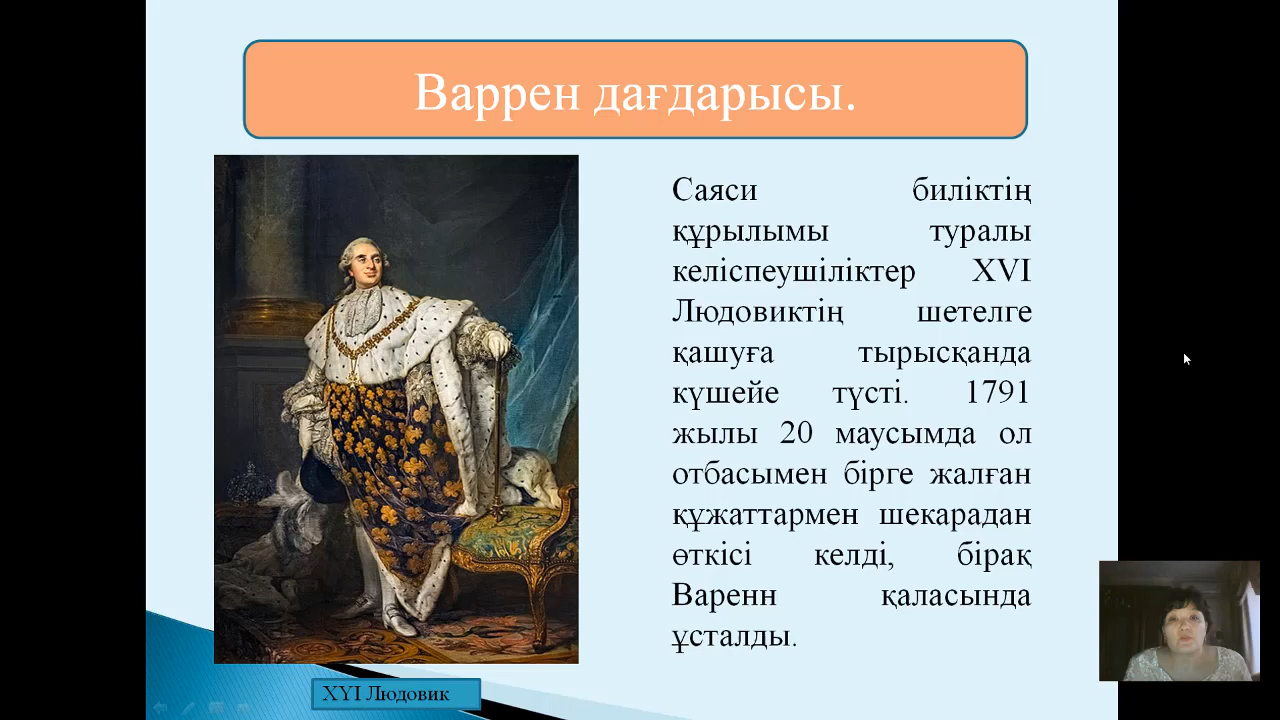 Варрен дағдарысы.
Саяси биліктің
құрылымы туралы
келіспеушіліктер XVI
Людовиктің шетелге
қашуға тырысқанда
күшейе түсті. 1791
жылы 20 маусымда ол
отбасымен бірге жалған
құжаттармен шекарадан
өткісі келді, бірақ
Варенн қаласында
ұсталды.
XYI Людовик